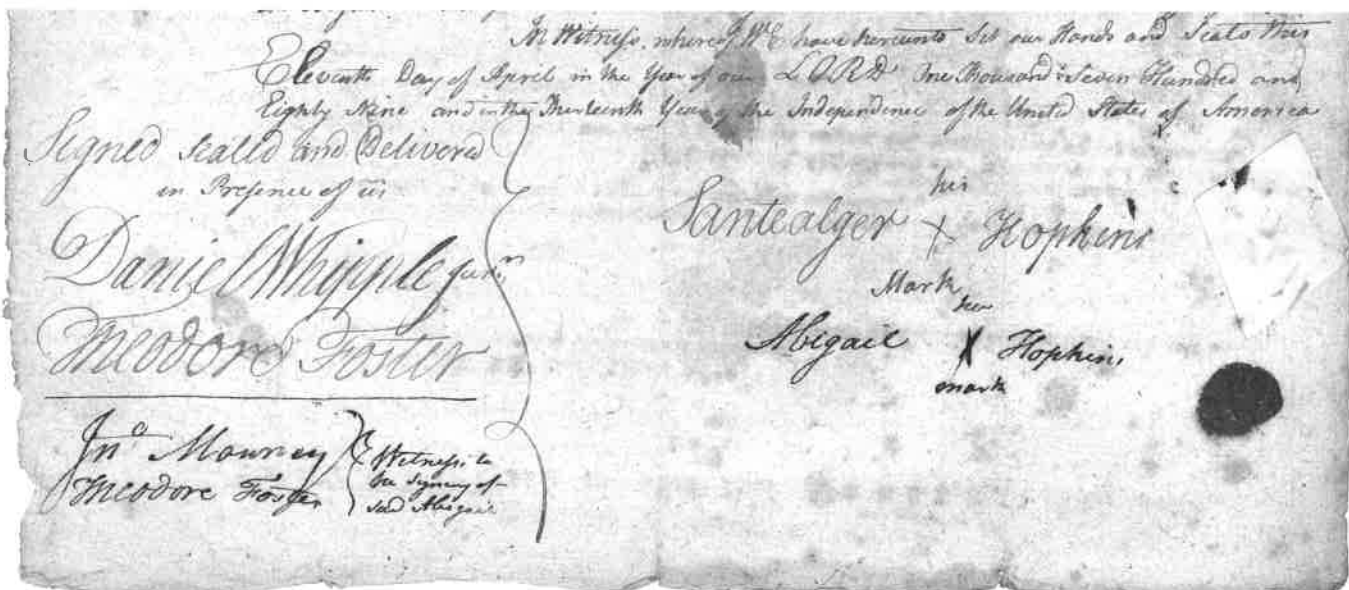 In Witness, whereof, WE have hereunto Set our Hands and Seals this
Eleventh Day of April in the Year of our LORD One Thousand Seven Hundred and
Eighty Nine and in the Thirteenth Year of the Independence of the United States of America
Signed Sealed and Delivered
in Presence of us
Daniel Whipple junr
Theodore Foster
Jno Mawney
Theodore Foster
Witness to
the Signing of
said Abigail
his
Santealger X Hopkins
Mark
her
Abigail X Hopkins
mark